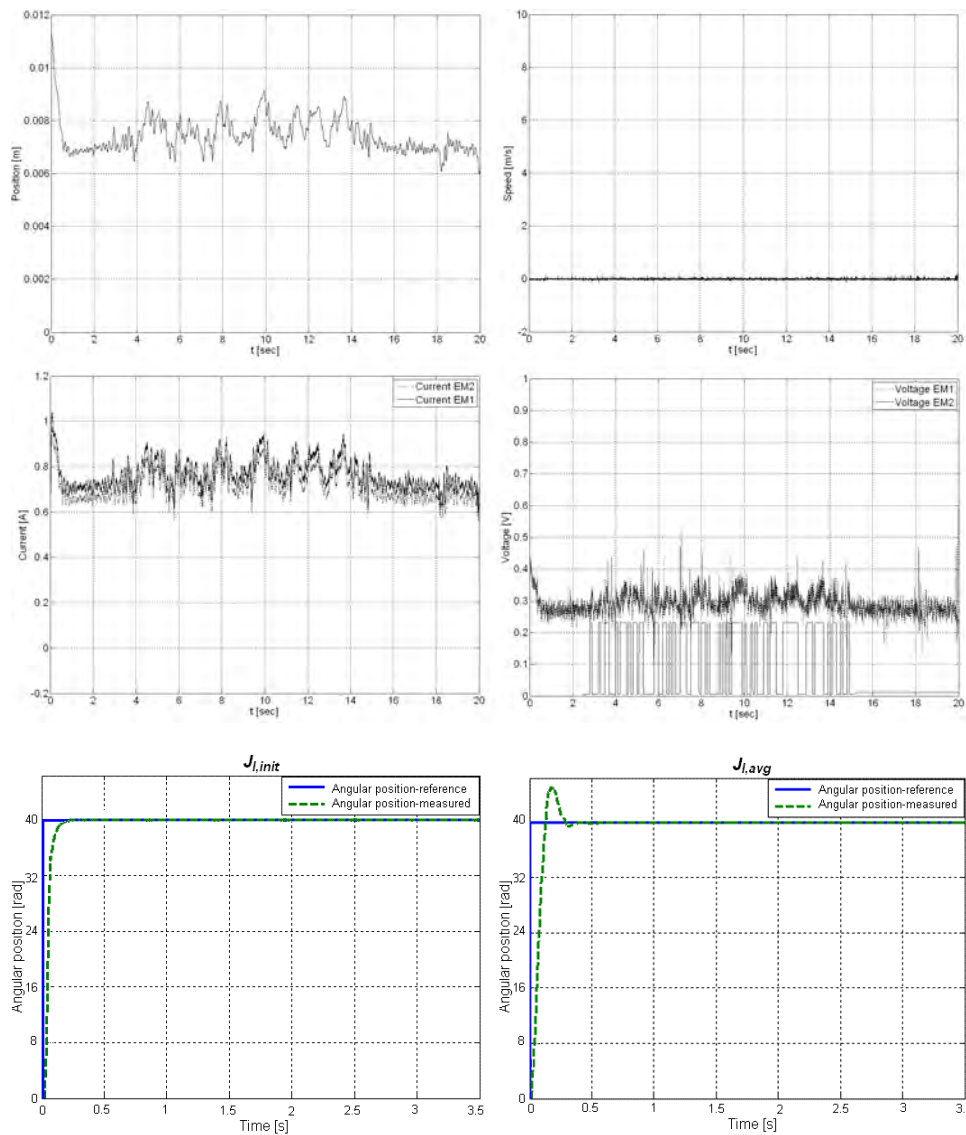 0.012
0.01
0.008
0.006
0.004
0.002
0
Position [m]
0 2 4 6 8 10 12 14 16 18 20
t [sec]
10
8
6
4
2
0
-2
Speed [m/s]
0 2 4 6 8 10 12 14 16 18 20
t [sec]
1.2
1
0.8
0.6
0.4
0.2
0
-0.2
Current [A]
Current EM2
Current EM1
0 2 4 6 8 10 12 14 16 18 20
t [sec]
1
0.9
0.8
0.7
0.6
0.5
0.4
0.3
0.2
0.1
0
Voltage [V]
Voltage EM1
Voltage EM2
0 2 4 6 8 10 12 14 16 18 20
t [sec]
Jl,init
Angular position-reference
Angular position-measured
40
32
24
16
8
0
Angular position [rad]
0 0.5 1 1.5 2 2.5 3 3.5
Time [s]
Jl,avg
Angular position-reference
Angular position-measured
40
32
24
16
8
0
Angular position [rad]
0 0.5 1 1.5 2 2.5 3 3.
Time [s]